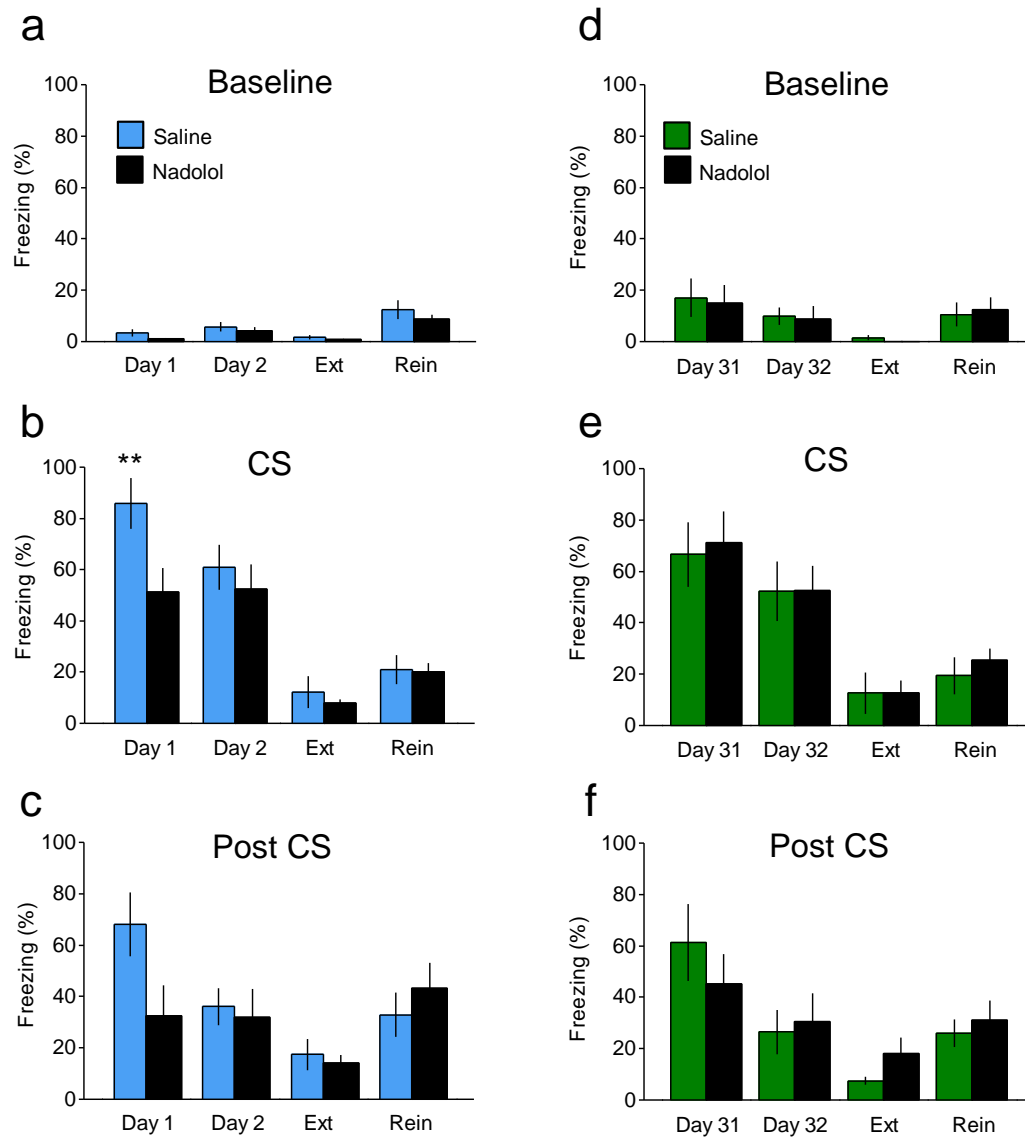 a
Baseline
100
80
60
40
20
0
Freezing (%)
Saline
Nadolol
Day 1 Day 2 Ext Rein
b
CS
**
100
80
60
40
20
0
Freezing (%)
Day 1 Day 2 Ext Rein
c
Post CS
100
80
60
40
20
0
Freezing (%)
Day 1 Day 2 Ext Rein
d
Baseline
100
80
60
40
20
0
Freezing (%)
Saline
Nadolol
Day 31 Day 32 Ext Rein
e
CS
100
80
60
40
20
0
Freezing (%)
Day 31 Day 32 Ext Rein
f
Post CS
100
80
60
40
20
0
Freezing (%)
Day 31 Day 32 Ext Rein